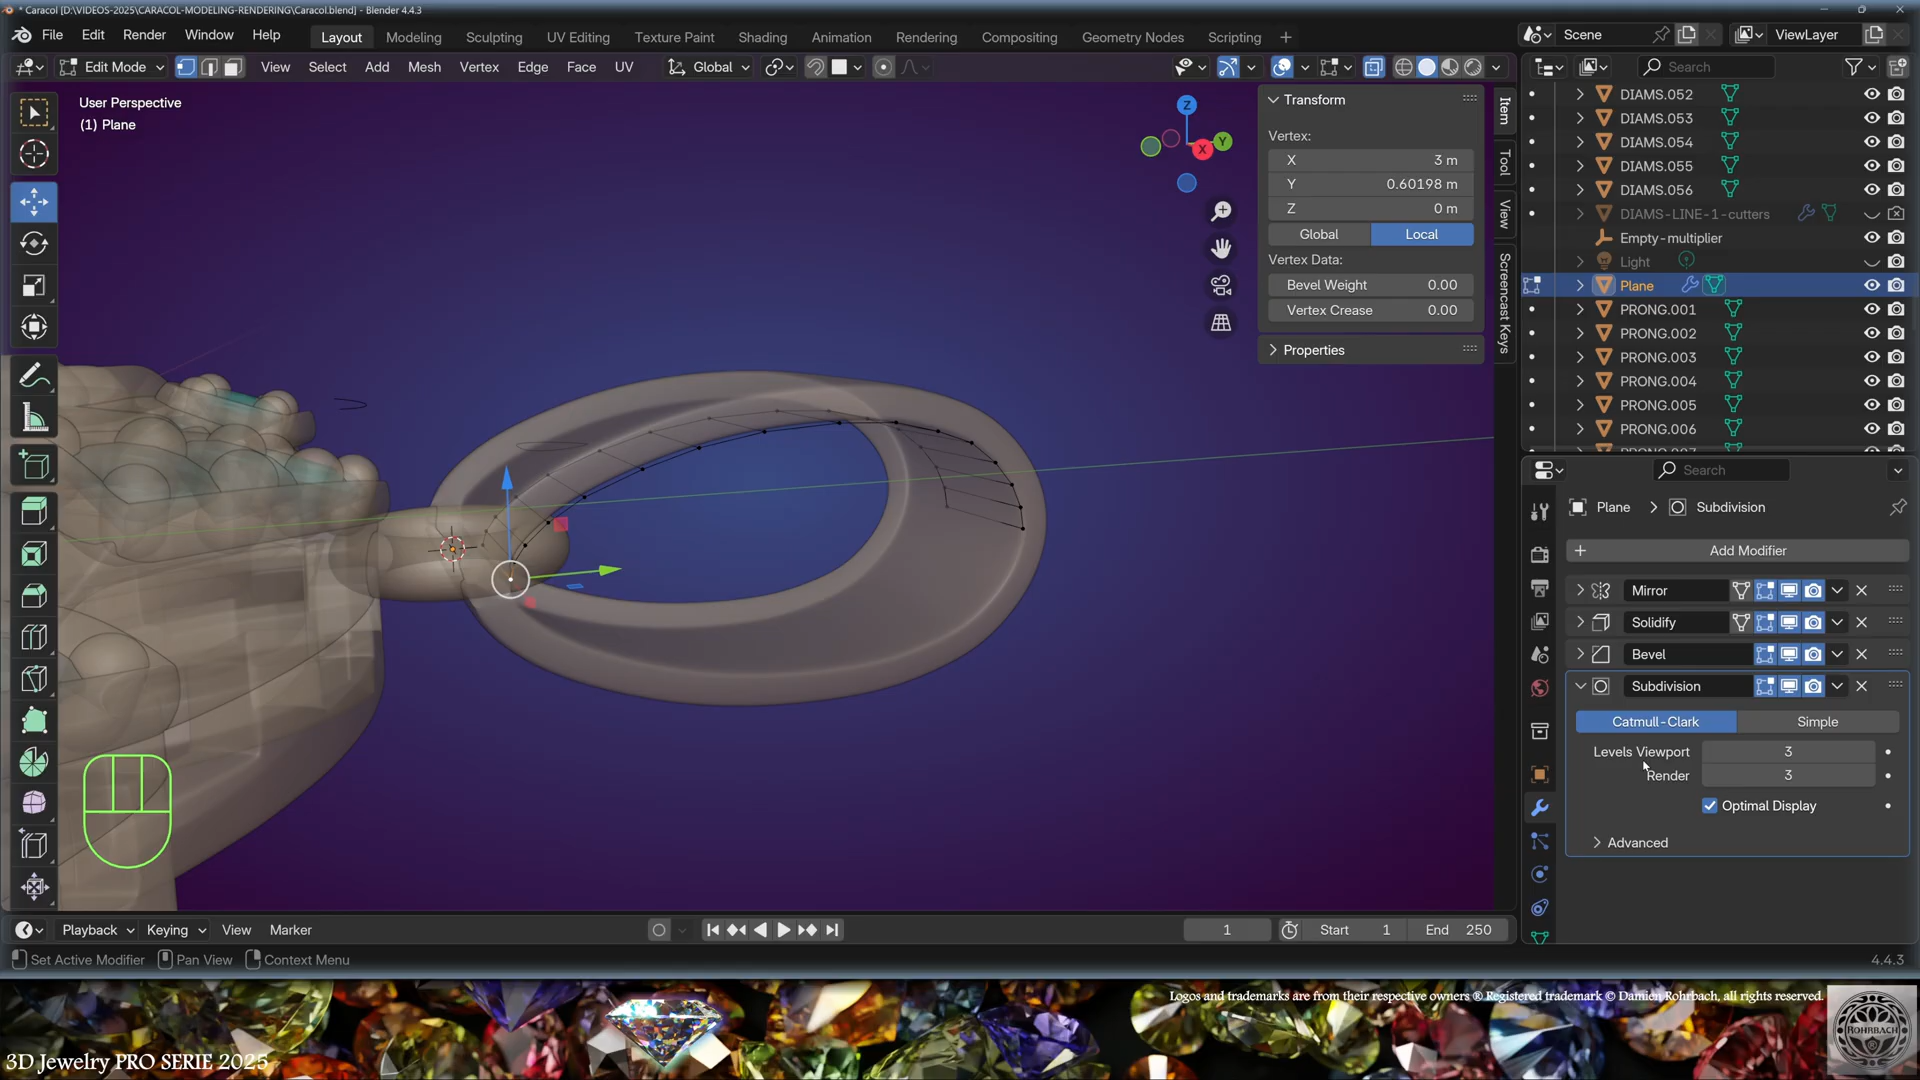 * Caracol [D:\VIDEOS-2025\CARACOL-MODELING-RENDERING\Caracol.blend] - Blender 4.4.3
File Edit Render Window Help Layout Modeling Sculpting UV Editing Texture Paint Shading Animation Rendering Compositing Geometry Nodes Scripting + Scene ViewLayer
Edit Mode View Select Add Mesh Vertex Edge Face UV Global Search
User Perspective
(1) Plane
Z
Y
X
Transform
Vertex:
X 3 m
Y 0.60198 m
Z 0 m
Global Local
Vertex Data:
Bevel Weight 0.00
Vertex Crease 0.00
Properties
Item
Tool
View
Screencast Keys
DIAMS.052
DIAMS.053
DIAMS.054
DIAMS.055
DIAMS.056
DIAMS-LINE-1-cutters
Empty-multiplier
Light
Plane
PRONG.001
PRONG.002
PRONG.003
PRONG.004
PRONG.005
PRONG.006
Search
Plane > Subdivision
+ Add Modifier
Mirror
Solidify
Bevel
Subdivision
Catmull-Clark Simple
Levels Viewport 3
Render 3
Optimal Display
Advanced
Playback Keying View Marker 1 Start 1 End 250
Set Active Modifier Pan View Context Menu 4.4.3
Logos and trademarks are from their respective owners ® Registered trademark © Damien Rohrbach, all rights reserved.
ROHRBACH
3D Jewelry PRO SERIE 2025